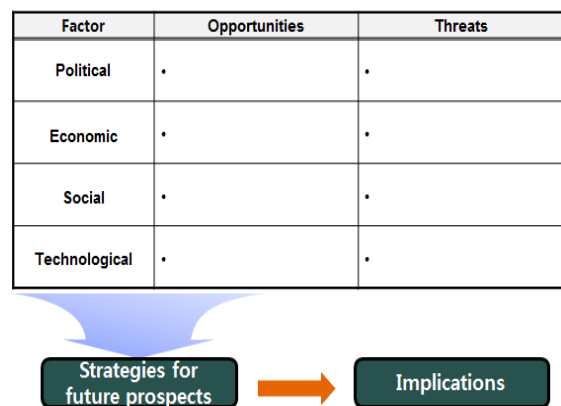 Factor Opportunities Threats
Political • •
Economic • •
Social • •
Technological • •
Strategies for
future prospects
Implications